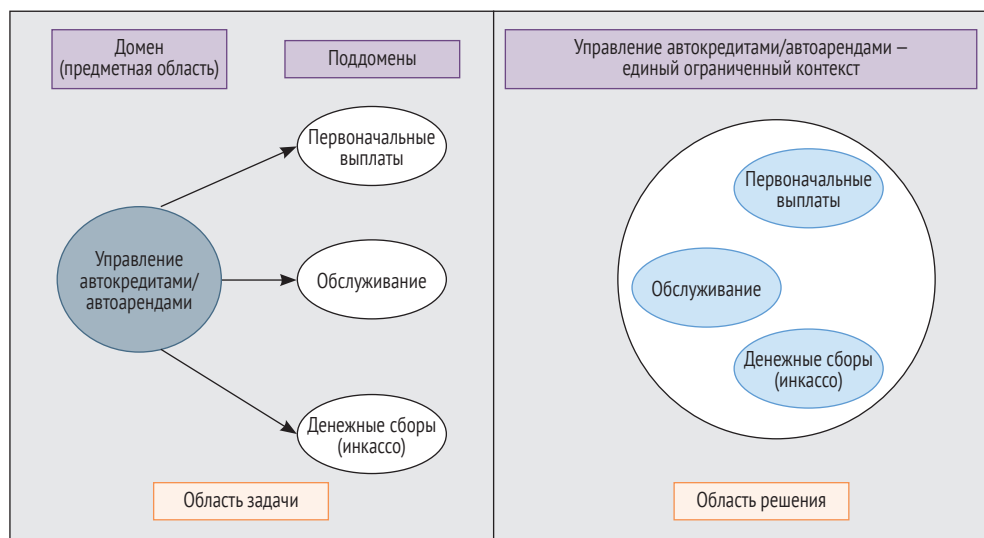 Домен
(предметная область)
Поддомены
Первоначальные
выплаты
Управление
автокредитами/
автоарендами
Обслуживание
Денежные сборы
(инкассо)
Область задачи
Управление автокредитами/автоарендами —
единый ограниченный контекст
Первоначальные
выплаты
Обслуживание
Денежные сборы
(инкассо)
Область решения